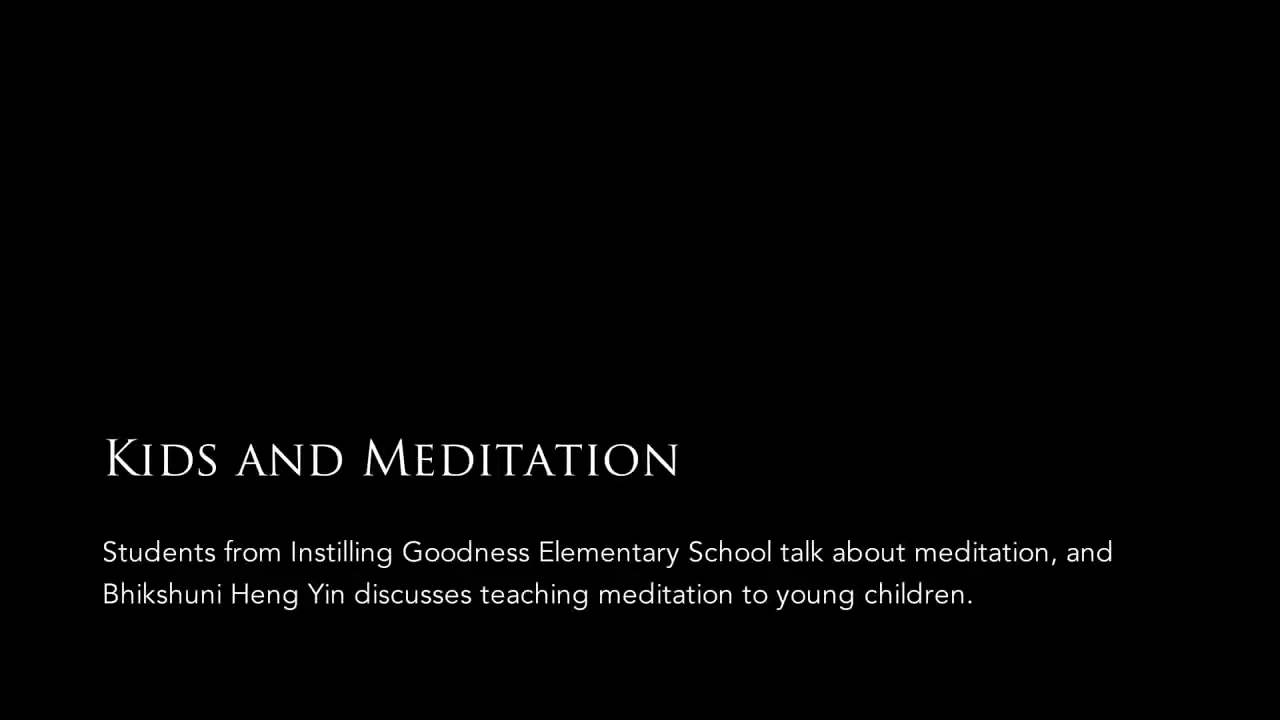 Kids and Meditation
Students from Instilling Goodness Elementary School talk about meditation, and
Bhikshuni Heng Yin discusses teaching meditation to young children.